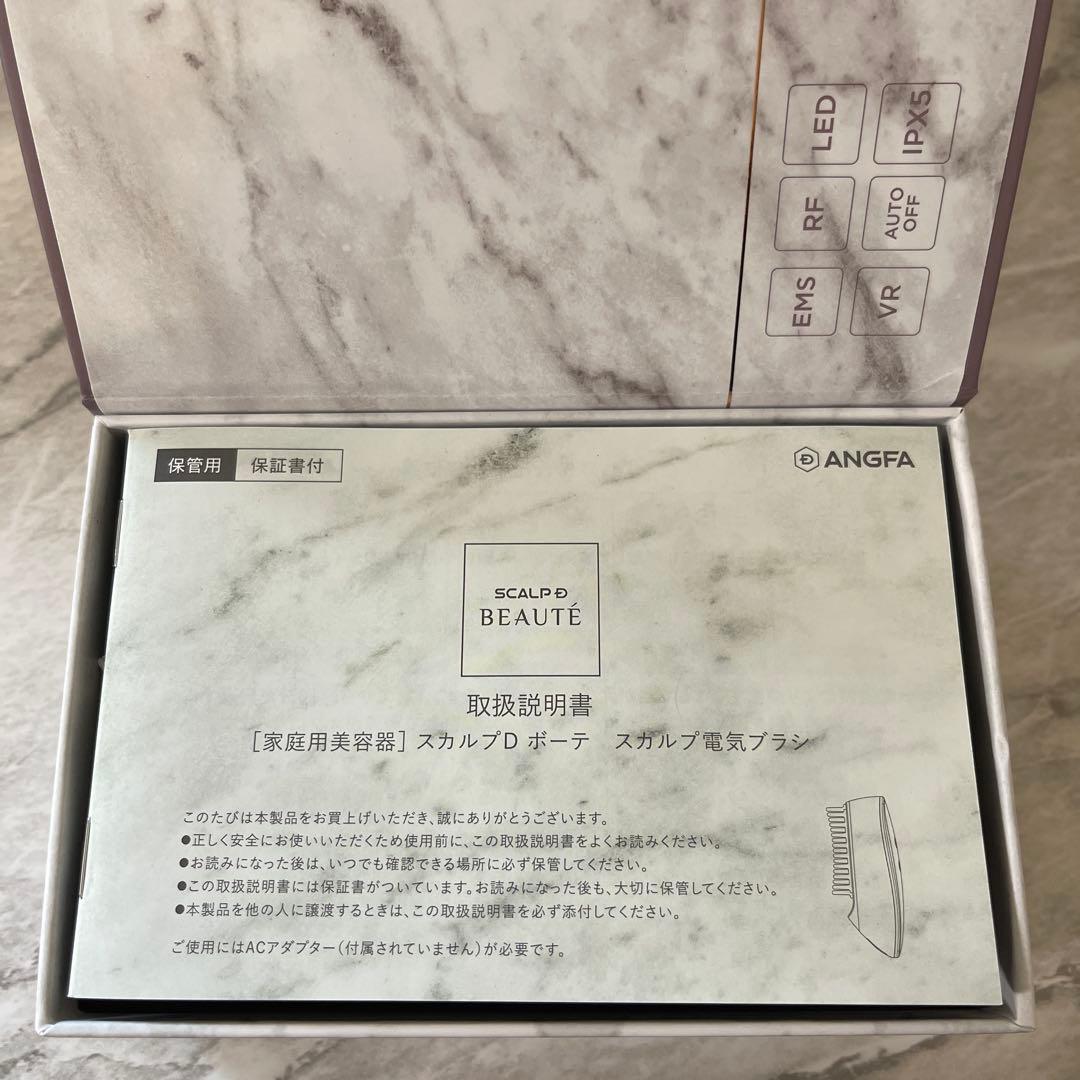 LED
IPX5
RF
AUTO
OFF
EMS
VR
保管用 保証書付
ANGFA
SCALP D
BEAUTÉ
取扱説明書
［家庭用美容器］スカルプD ボーテ　スカルプ電気ブラシ
このたびは本製品をお買上げいただき、誠にありがとうございます。
●正しく安全にお使いいただくため使用前に、この取扱説明書をよくお読みください。
●お読みになった後は、いつでも確認できる場所に必ず保管してください。
●この取扱説明書には保証書がついています。お読みになった後も、大切に保管してください。
●本製品を他の人に譲渡するときは、この取扱説明書を必ず添付してください。
ご使用にはACアダプター（付属されていません）が必要です。